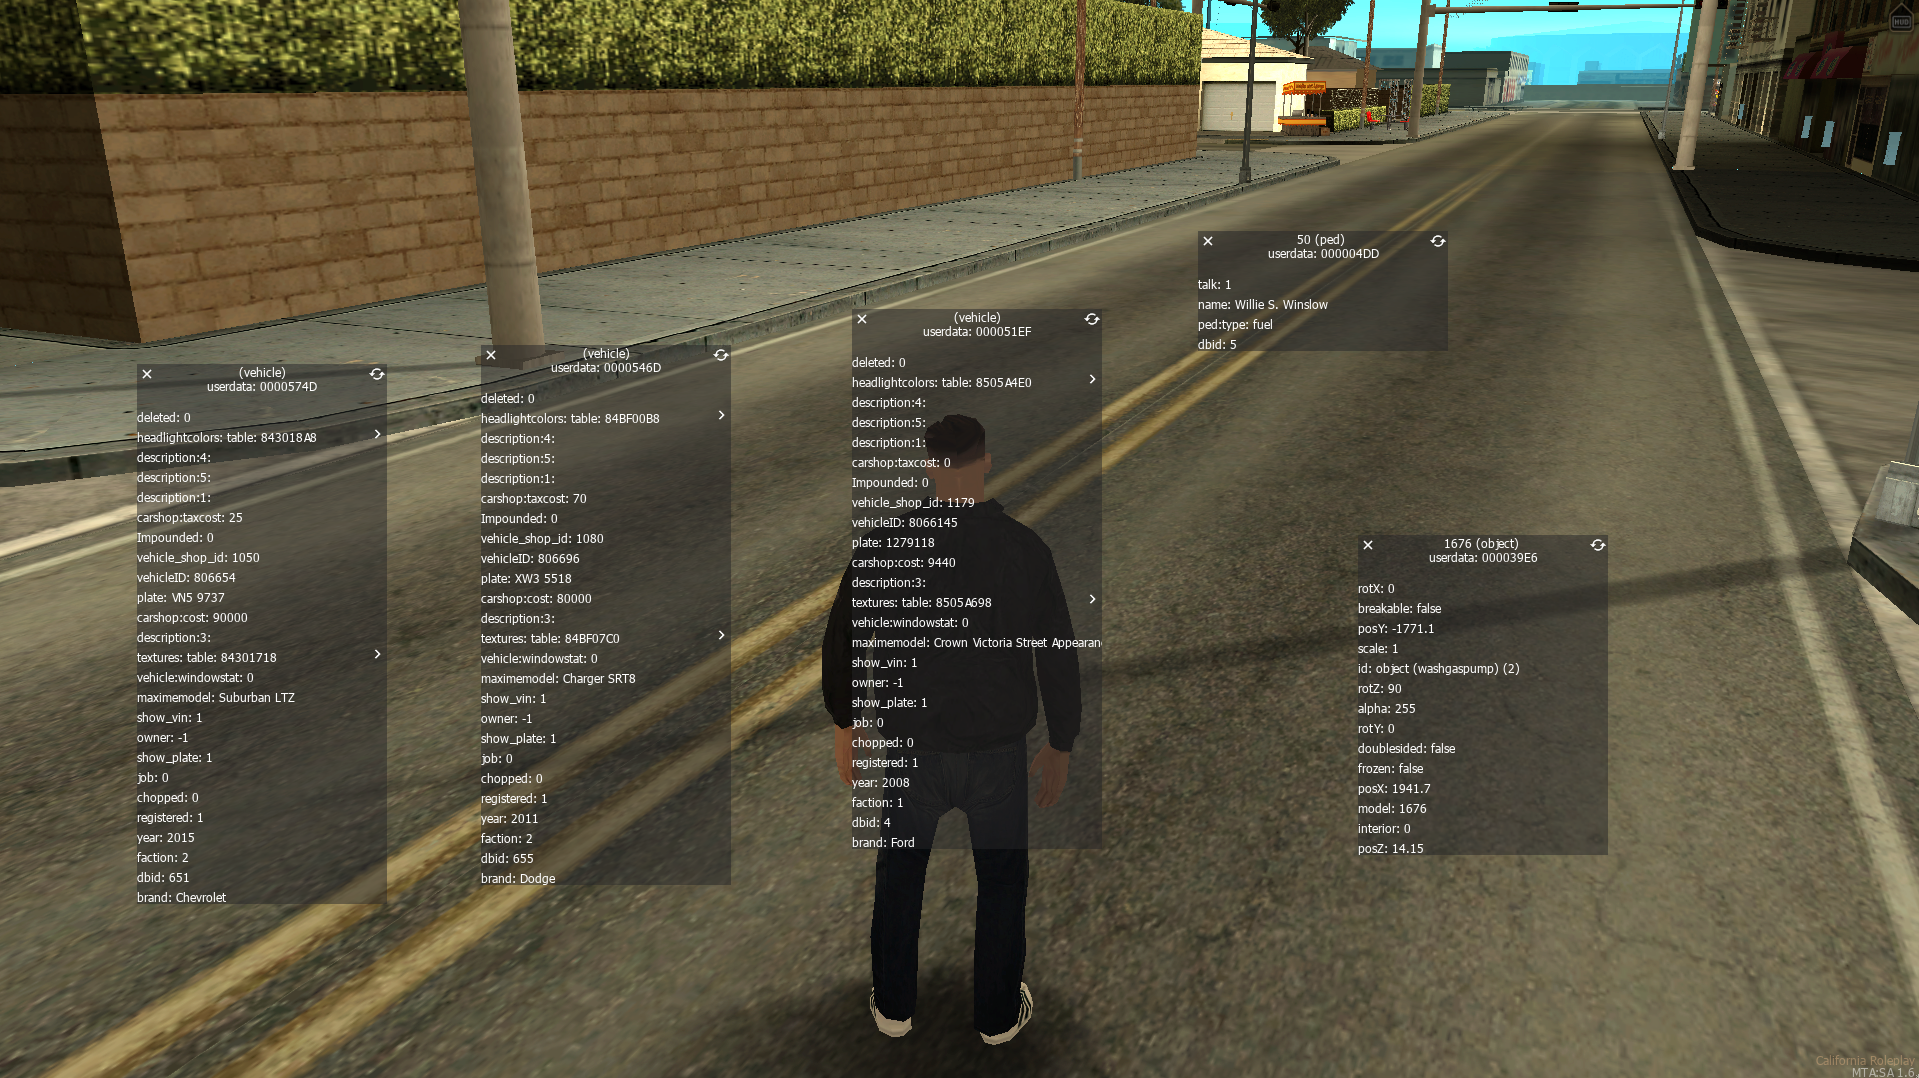 (vehicle)
userdata: 0000574D
deleted: 0
headlightcolors: table: 843018A8
description:4:
description:5:
description:1:
carshop:taxcost: 25
Impounded: 0
vehicle_shop_id: 1050
vehicleID: 806654
plate: VN5 9737
carshop:cost: 90000
description:3:
textures: table: 84301718
vehicle:windowstat: 0
maximemodel: Suburban LTZ
show_vin: 1
owner: -1
show_plate: 1
job: 0
chopped: 0
registered: 1
year: 2015
faction: 2
dbid: 651
brand: Chevrolet
(vehicle)
userdata: 0000546D
deleted: 0
headlightcolors: table: 84BF00B8
description:4:
description:5:
description:1:
carshop:taxcost: 70
Impounded: 0
vehicle_shop_id: 1080
vehicleID: 806696
plate: XW3 5518
carshop:cost: 80000
description:3:
textures: table: 84BF07C0
vehicle:windowstat: 0
maximemodel: Charger SRT8
show_vin: 1
owner: -1
show_plate: 1
job: 0
chopped: 0
registered: 1
year: 2011
faction: 2
dbid: 655
brand: Dodge
(vehicle)
userdata: 000051EF
deleted: 0
headlightcolors: table: 8505A4E0
description:4:
description:5:
description:1:
carshop:taxcost: 0
Impounded: 0
vehicle_shop_id: 1179
vehicleID: 8066145
plate: 1279118
carshop:cost: 9440
description:3:
textures: table: 8505A698
vehicle:windowstat: 0
maximemodel: Crown Victoria Street Appearan
show_vin: 1
owner: -1
show_plate: 1
job: 0
chopped: 0
registered: 1
year: 2008
faction: 1
dbid: 4
brand: Ford
50 (ped)
userdata: 000004DD
talk: 1
name: Willie S. Winslow
ped:type: fuel
dbid: 5
1676 (object)
userdata: 000039E6
rotX: 0
breakable: false
posY: -1771.1
scale: 1
id: object (washgaspump) (2)
rotZ: 90
alpha: 255
rotY: 0
doublesided: false
frozen: false
posX: 1941.7
model: 1676
interior: 0
posZ: 14.15
HUD
California Roleplay
MTA:SA 1.6